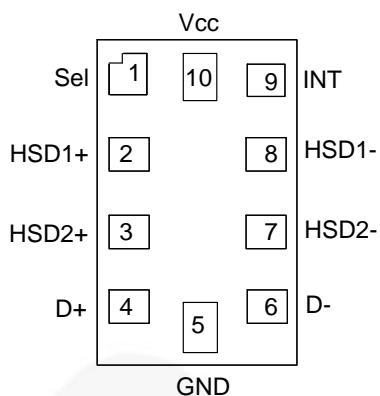 Vcc
Sel 1 10 9 INT
HSD1+ 2 8 HSD1-
HSD2+ 3 7 HSD2-
D+ 4 5 6 D-
GND